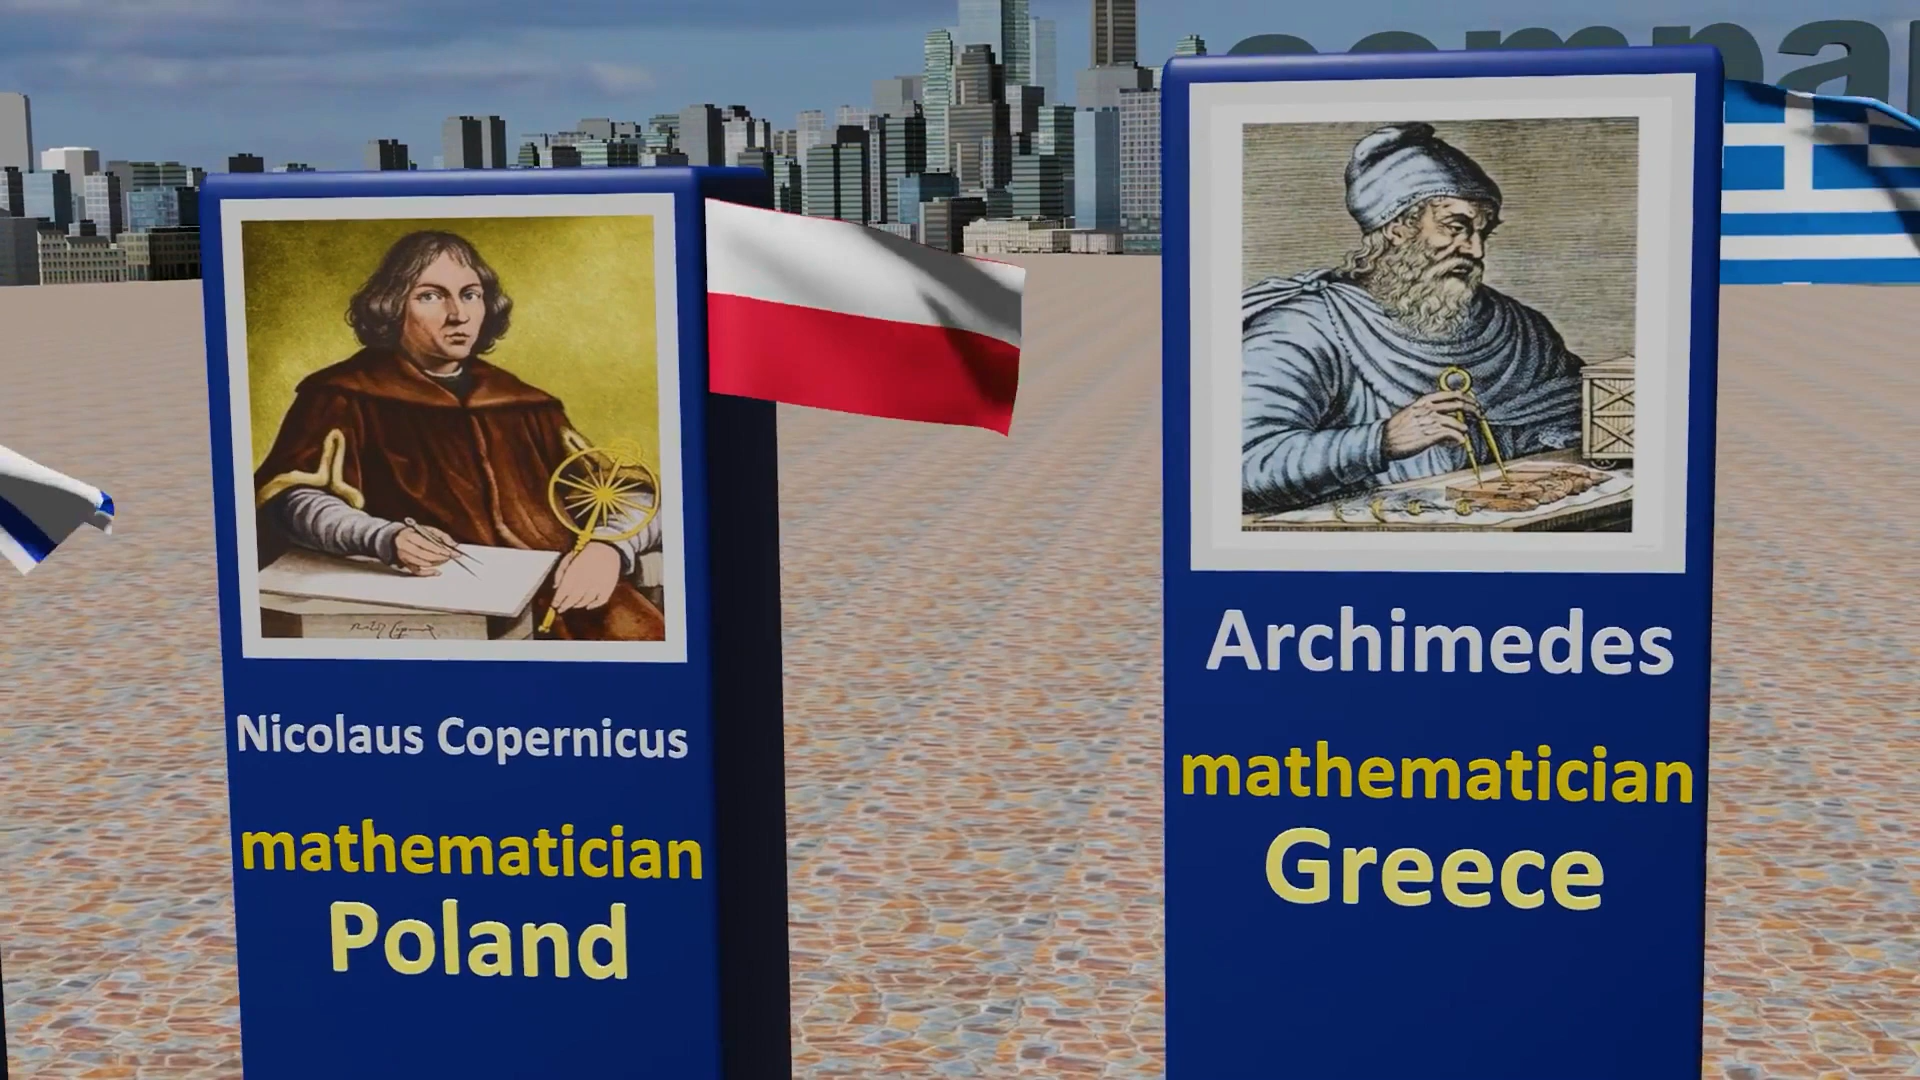 Nicolaus Copernicus
mathematician
Poland
Archimedes
mathematician
Greece